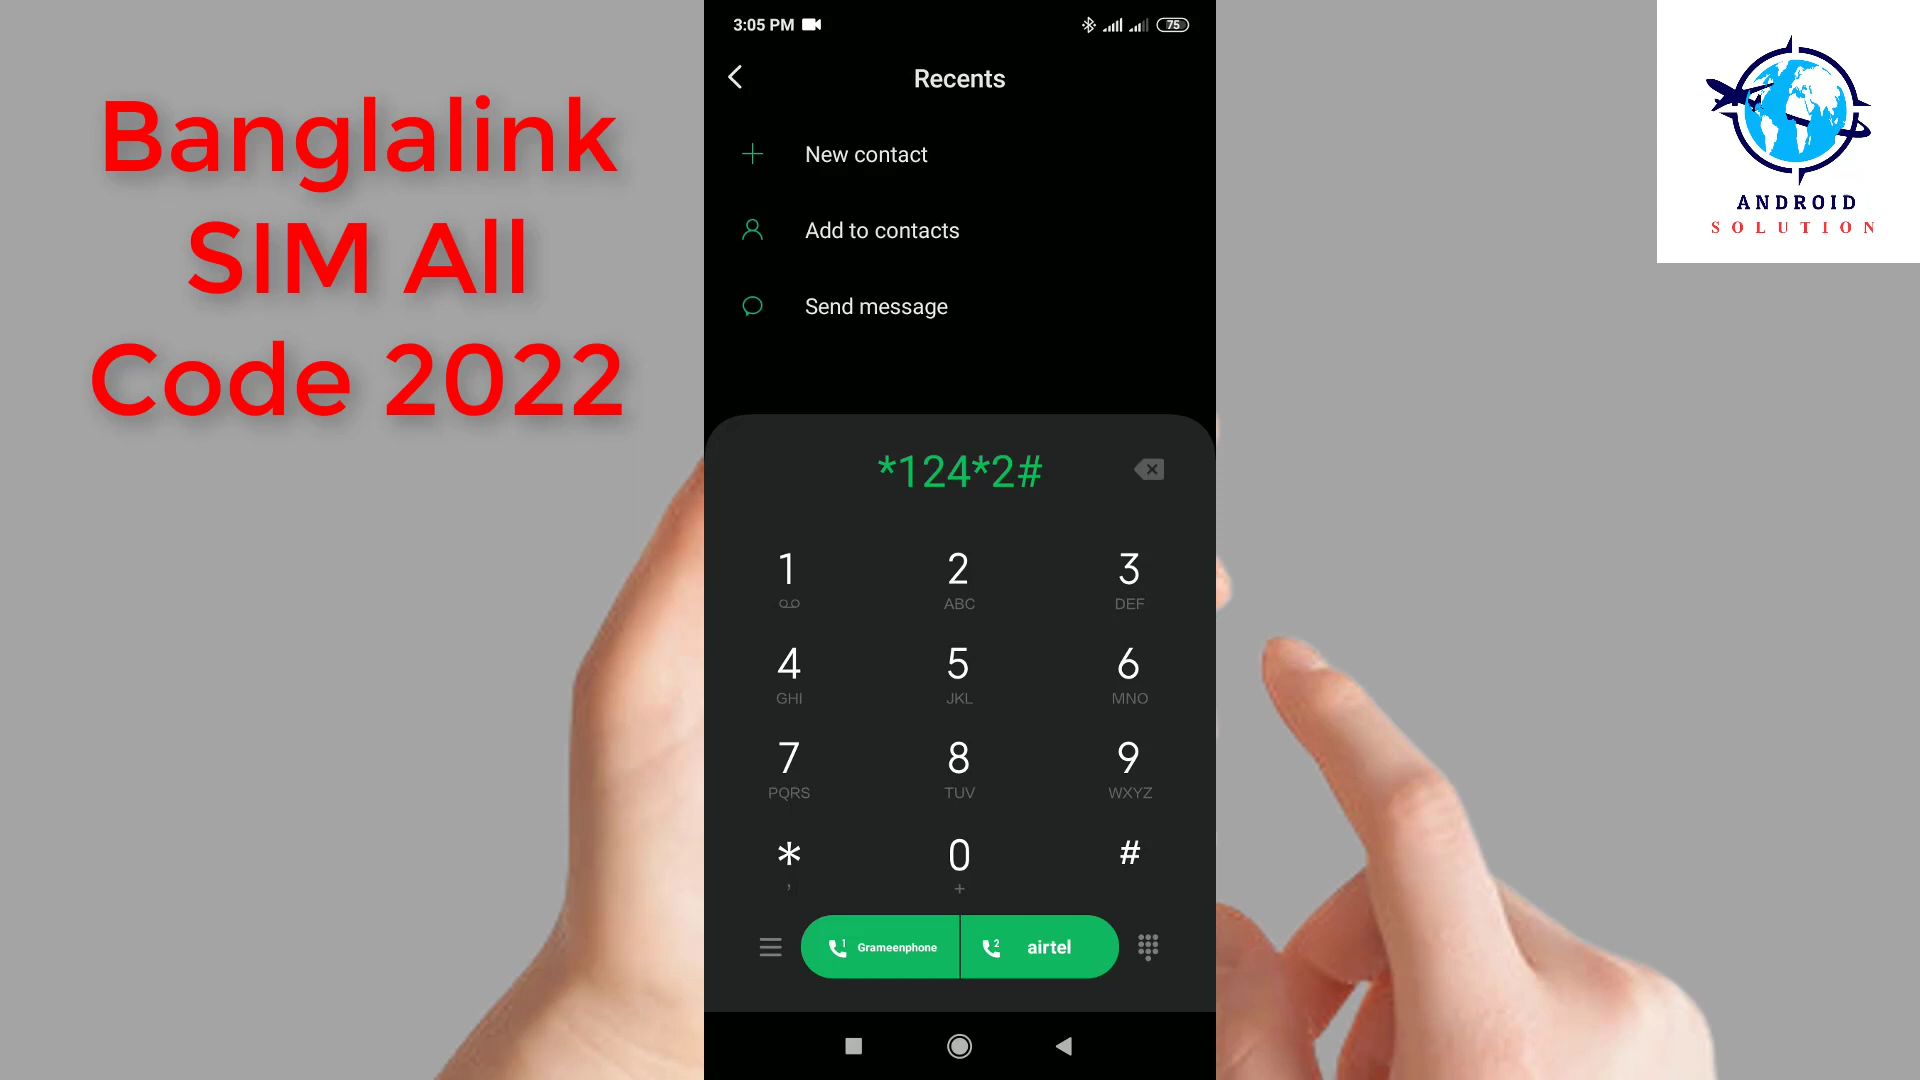 Banglalink
SIM All
Code 2022
3:05 PM
75
Recents
New contact
Add to contacts
Send message
*124*2#
1
2
ABC
3
DEF
4
GHI
5
JKL
6
MNO
7
PQRS
8
TUV
9
WXYZ
*
,
0
+
#
1 Grameenphone
2 airtel
ANDROID
SOLUTION